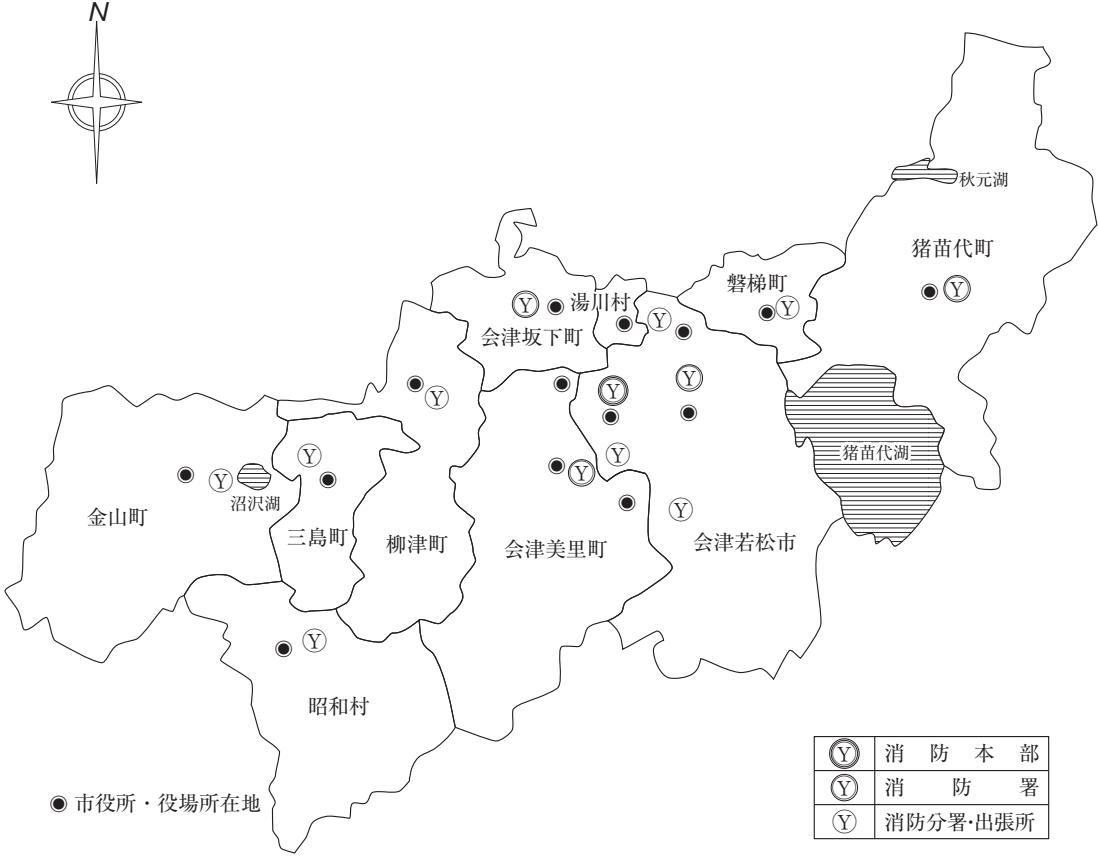 N
秋元湖
猪苗代町
磐梯町
Y
Y
湯川村
Y
Y
会津坂下町
Y
Y
Y
猪苗代湖
Y
Y
Y
Y
沼沢湖
Y
金山町
三島町
柳津町
会津美里町
会津若松市
Y
昭和村
Y 消防本部
Y 消防署
Y 消防分署・出張所
市役所・役場所在地